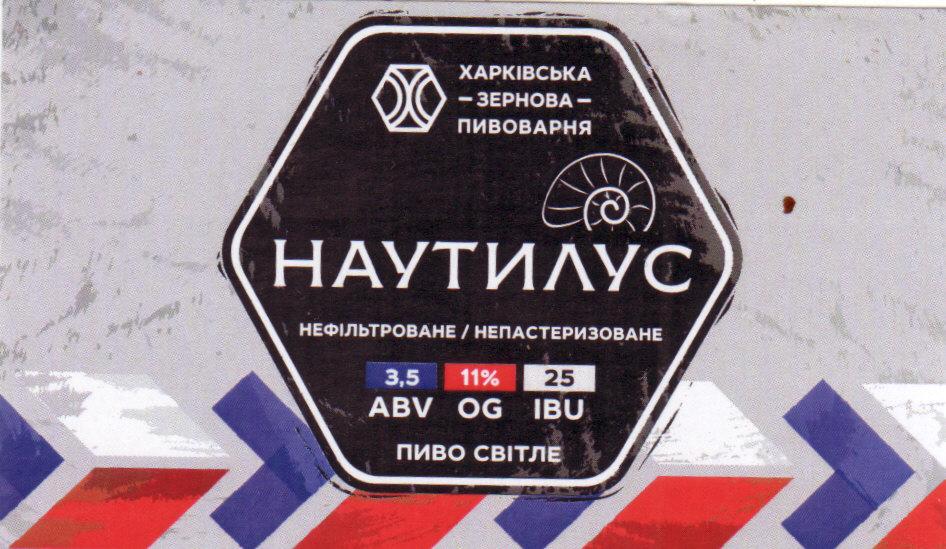 ХАРКІВСЬКА
– ЗЕРНОВА –
ПИВОВАРНЯ
НАУТИЛУС
НЕФІЛЬТРОВАНЕ / НЕПАСТЕРИЗОВАНЕ
3,5 11% 25
ABV OG IBU
ПИВО СВІТЛЕ